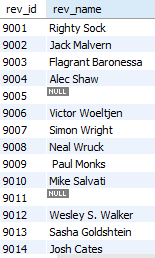 rev_id rev_name
9001 Righty Sock
9002 Jack Malvern
9003 Flagrant Baronessa
9004 Alec Shaw
9005 NULL
9006 Victor Woeltjen
9007 Simon Wright
9008 Neal Wruck
9009 Paul Monks
9010 Mike Salvati
9011 NULL
9012 Wesley S. Walker
9013 Sasha Goldshtein
9014 Josh Cates